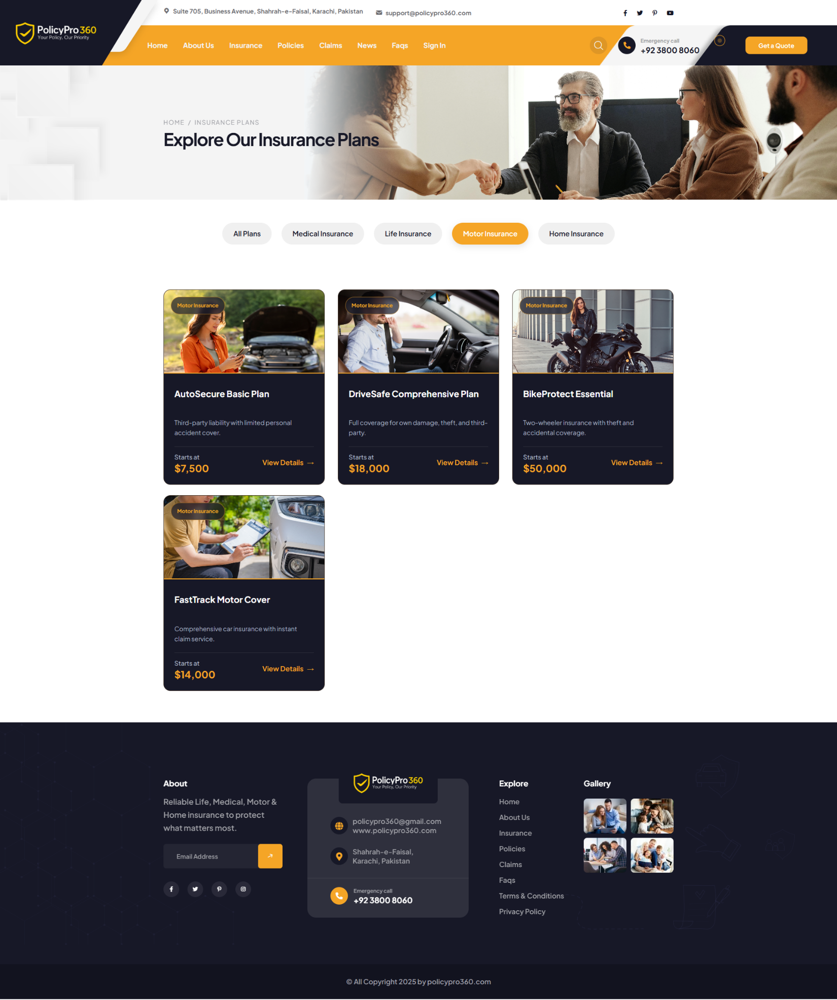 Suite 705, Business Avenue, Shahrah-e-Faisal, Karachi, Pakistan
support@policypro360.com
PolicyPro 360
Your Policy, Our Priority
Home
About Us
Insurance
Policies
Claims
News
Faqs
Sign In
Emergency call
+92 3800 8060
Get a Quote
HOME / INSURANCE PLANS
Explore Our Insurance Plans
All Plans
Medical Insurance
Life Insurance
Motor Insurance
Home Insurance
Motor Insurance
AutoSecure Basic Plan
Third-party liability with limited personal
accident cover.
Starts at
$7,500
View Details →
Motor Insurance
DriveSafe Comprehensive Plan
Full coverage for own damage, theft, and third-
party.
Starts at
$18,000
View Details →
Motor Insurance
BikeProtect Essential
Two-wheeler insurance with theft and
accidental coverage.
Starts at
$50,000
View Details →
Motor Insurance
CONTRACT
FastTrack Motor Cover
Comprehensive car insurance with instant
claim service.
Starts at
$14,000
View Details →
About
Reliable Life, Medical, Motor &
Home insurance to protect
what matters most.
Email Address
PolicyPro 360
Your Policy, Our Priority
policypro360@gmail.com
www.policypro360.com
Shahrah-e-Faisal,
Karachi, Pakistan
Emergency call
+92 3800 8060
Explore
Home
About Us
Insurance
Policies
Claims
Faqs
Terms & Conditions
Privacy Policy
Gallery
© All Copyright 2025 by policypro360.com